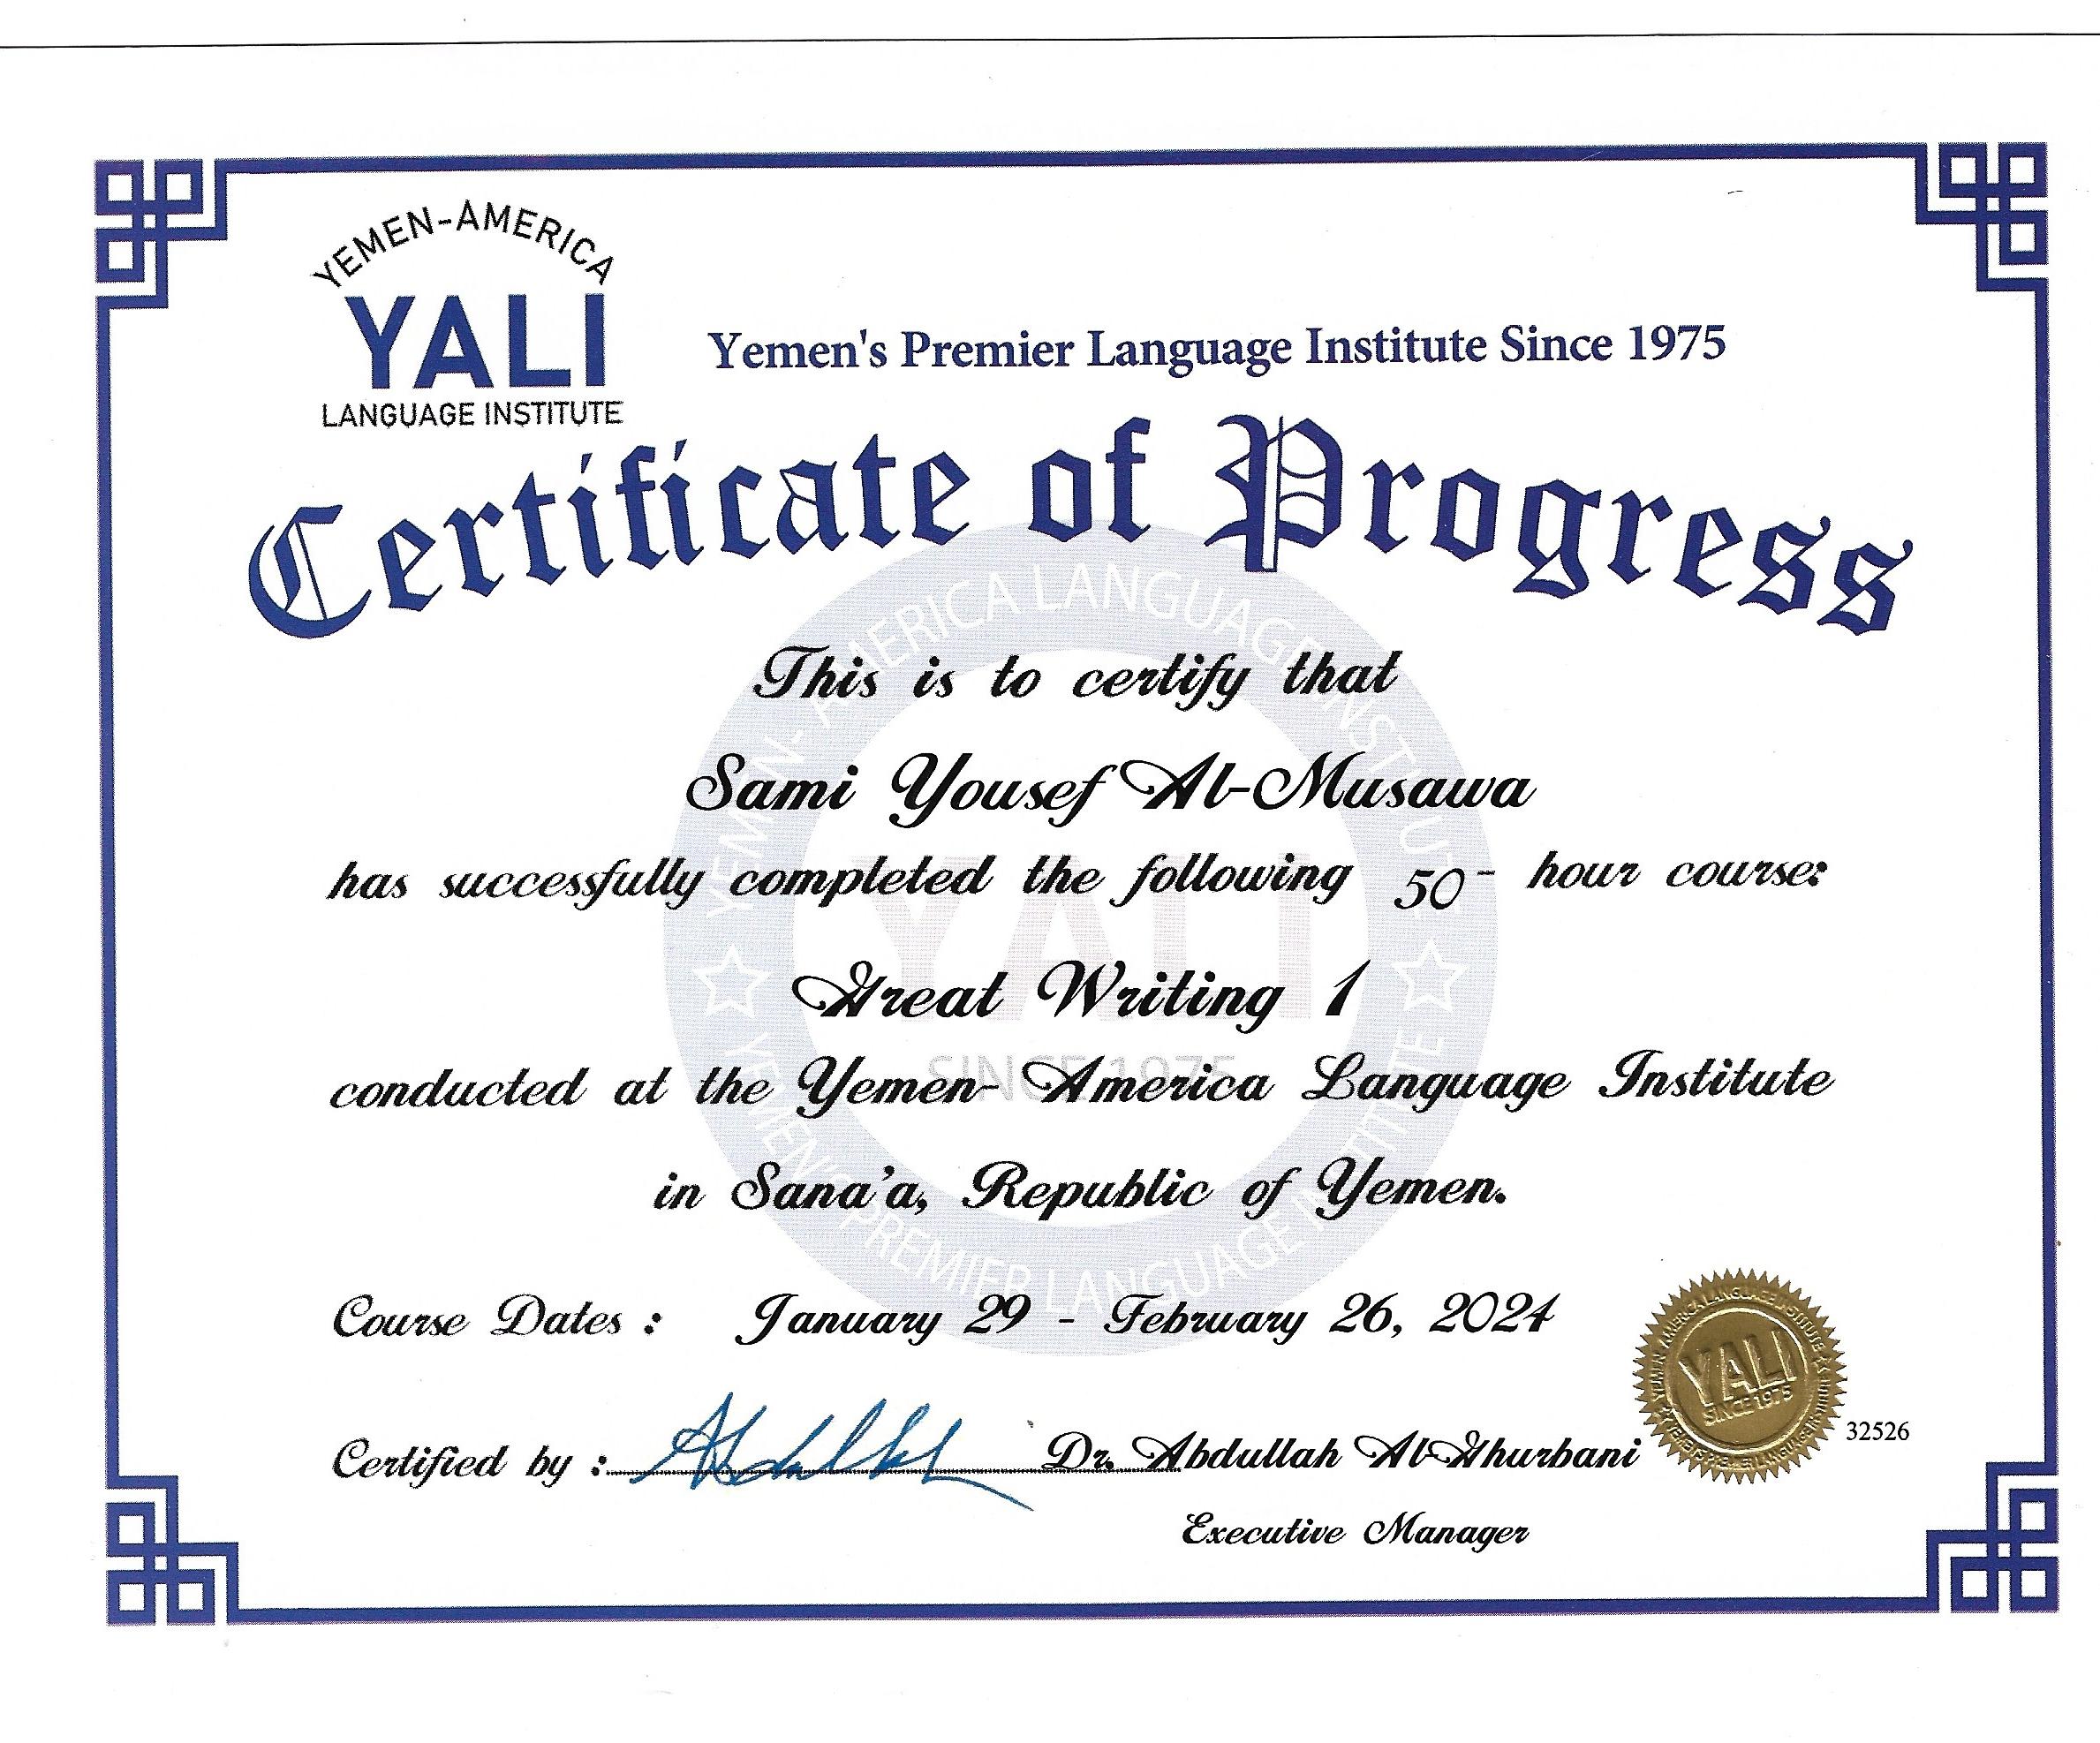 YEMEN-AMERICA
YALI
LANGUAGE INSTITUTE
Yemen's Premier Language Institute Since 1975
Certificate of Progress
This is to certify that
Sami Yousef Al-Musawa
has successfully completed the following 50- hour course:
Great Writing 1
conducted at the Yemen- America Language Institute
in Sana'a, Republic of Yemen.
YEMEN- AMERICA LANGUAGE INSTITUTE
YALI
SINCE 1975
YEMEN'S PREMIER LANGUAGE INSTITUTE
Course Dates : January 29 - February 26, 2024
YALI
SINCE 1975
32526
Certified by : Dr. Abdullah Al-Ghurbani
Executive Manager